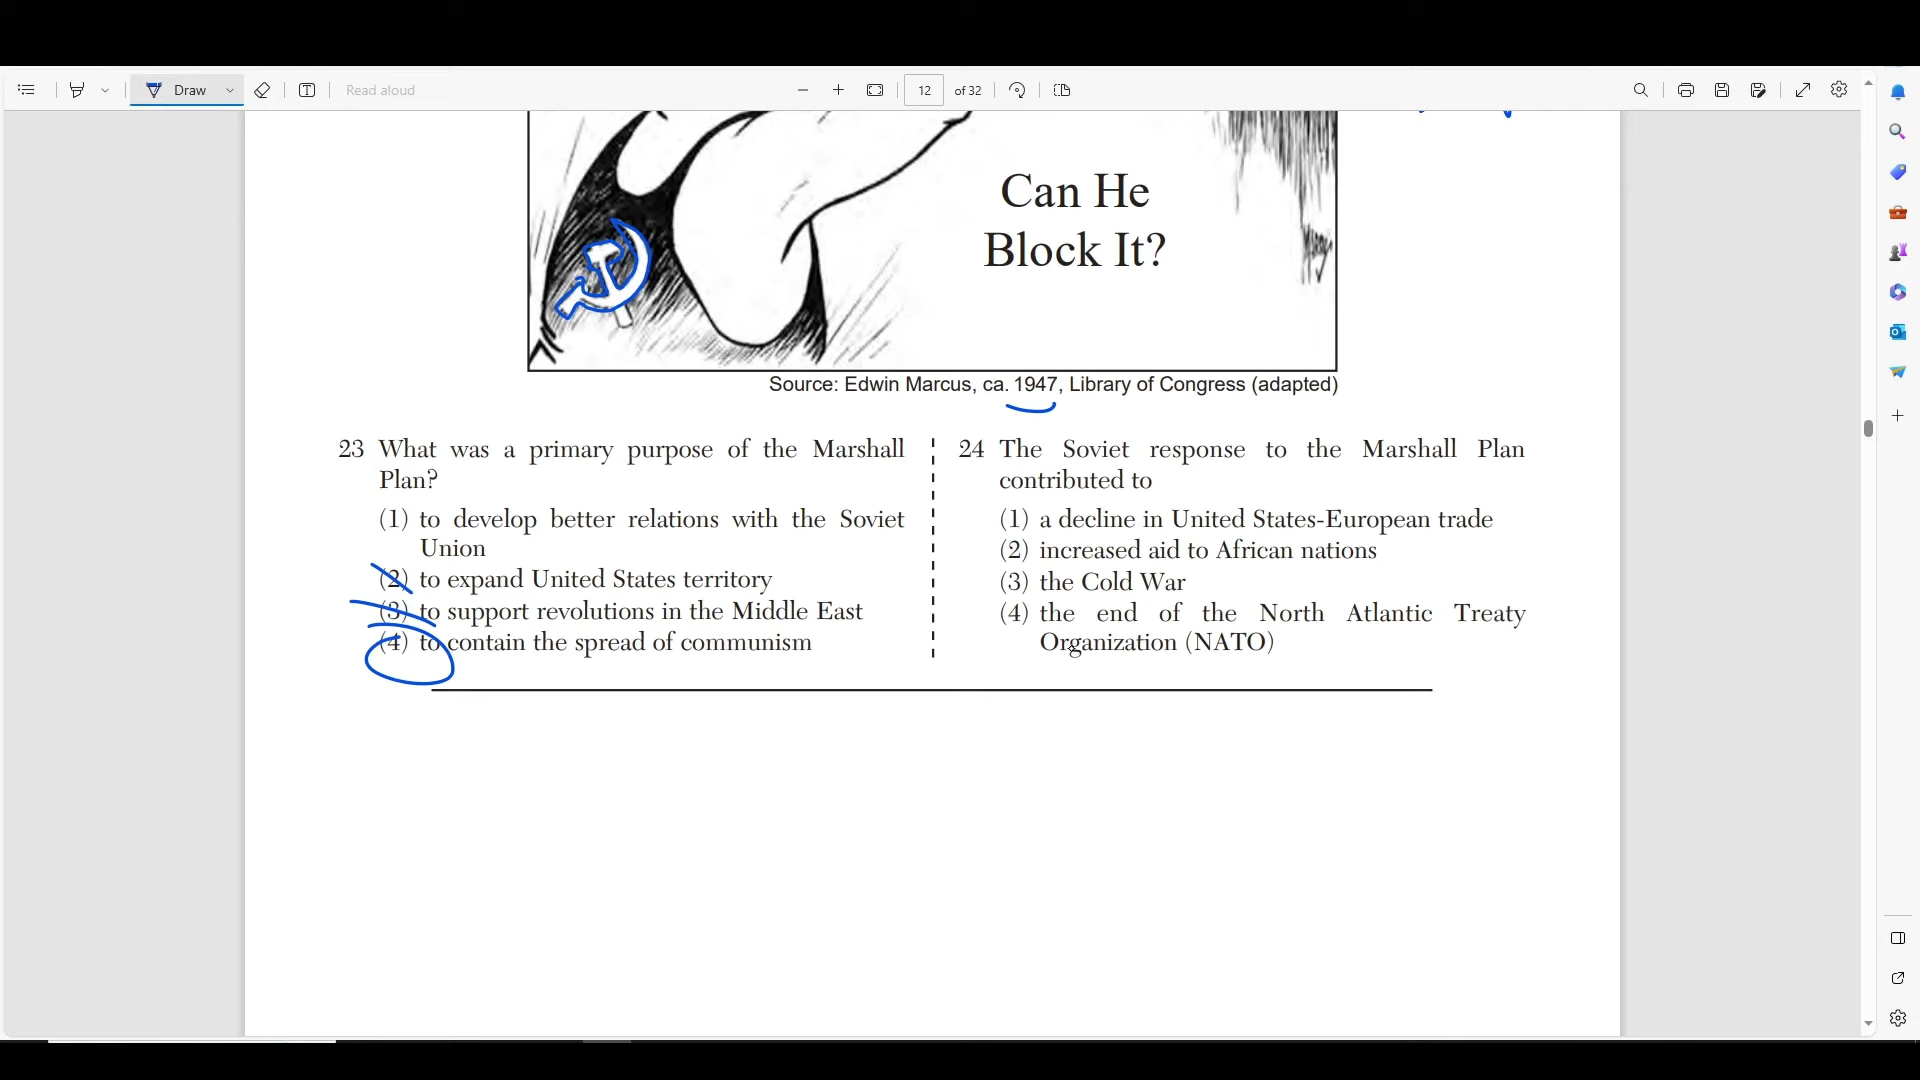 Draw
Read aloud
12
of 32
Can He
Block It?
Source: Edwin Marcus, ca. 1947, Library of Congress (adapted)
23 What was a primary purpose of the Marshall
Plan?
(1) to develop better relations with the Soviet
Union
(2) to expand United States territory
(3) to support revolutions in the Middle East
(4) to contain the spread of communism
24 The Soviet response to the Marshall Plan
contributed to
(1) a decline in United States-European trade
(2) increased aid to African nations
(3) the Cold War
(4) the end of the North Atlantic Treaty
Organization (NATO)